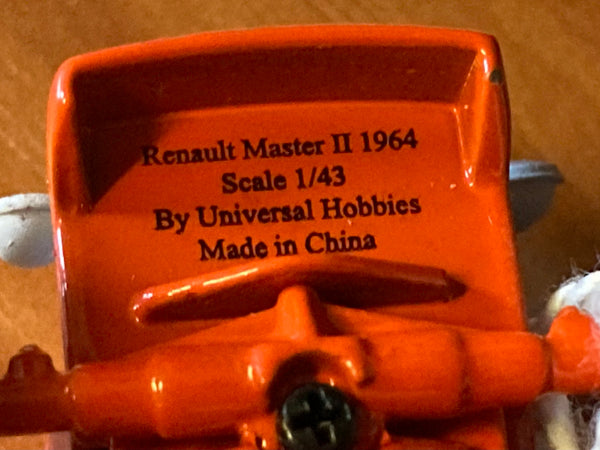 Renault Master II 1964
Scale 1/43
By Universal Hobbies
Made in China